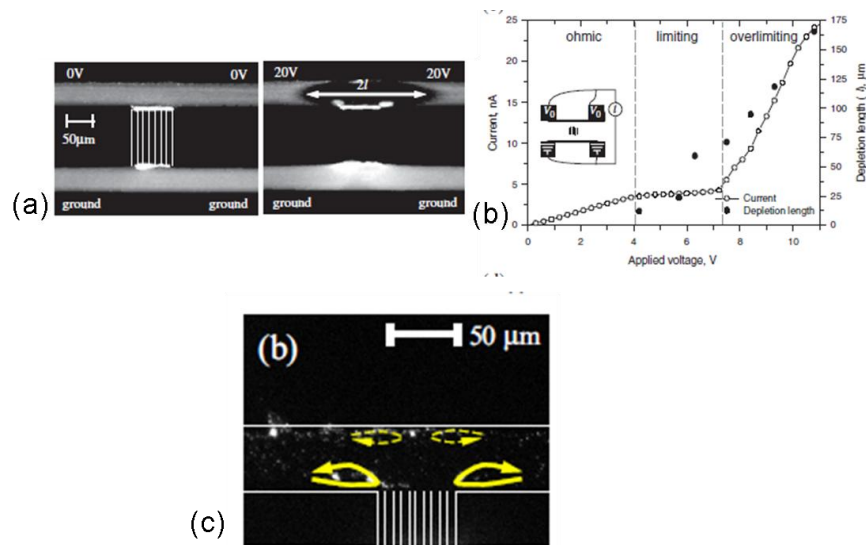 0V 0V
50μm
ground ground
(a)
20V 20V
2l
ground ground
Current, nA
25
20
15
10
5
0
ohmic limiting overlimiting
V₀ V₀ I
Current
Depletion length
0 2 4 6 8 10
Applied voltage, V
175
150
125
100
75
50
25
0
Depletion length (l), μm
(b)
(b)
50 μm
(c)